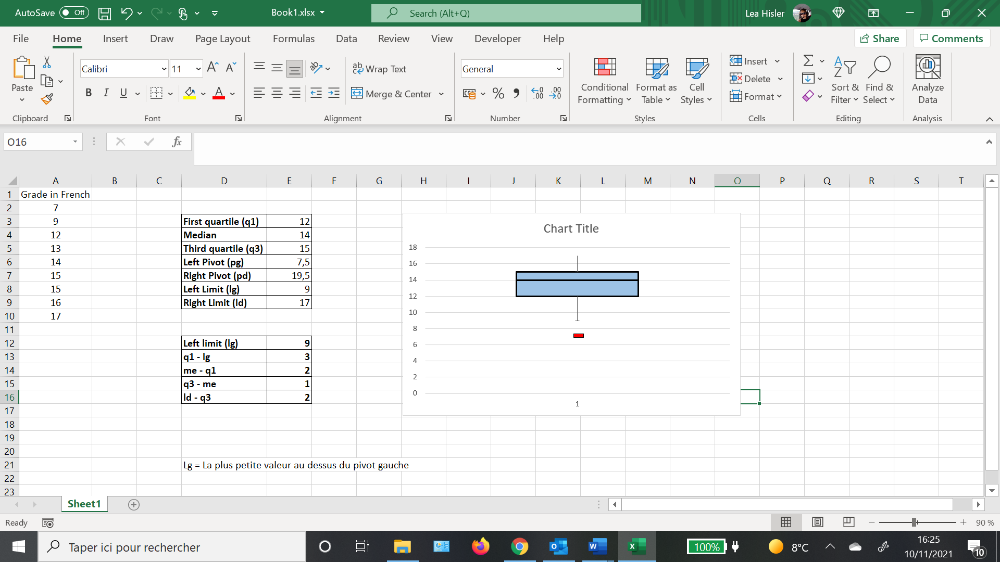 AutoSave Off Book1.xlsx Search (Alt+Q) Lea Hisler
File Home Insert Draw Page Layout Formulas Data Review View Developer Help Share Comments
Paste
Clipboard
Calibri 11
B I U A
Font
ab Wrap Text
Merge & Center
Alignment
General
% .00 .00
Number
Conditional Formatting
Format as Table
Cell Styles
Styles
Insert
Delete
Format
Cells
Sort & Filter
Find & Select
Editing
Analyze Data
Analysis
O16 fx
A B C D E F G H I J K L M N O P Q R S T
1 Grade in French
2 7
3 9 First quartile (q1) 12
4 12 Median 14
5 13 Third quartile (q3) 15
6 14 Left Pivot (pg) 7,5
7 15 Right Pivot (pd) 19,5
8 15 Left Limit (lg) 9
9 16 Right Limit (ld) 17
10 17
11
12 Left limit (lg) 9
13 q1 - lg 3
14 me - q1 2
15 q3 - me 1
16 ld - q3 2
17
18
19
20
21 Lg = La plus petite valeur au dessus du pivot gauche
22
23
Chart Title
18
16
14
12
10
8
6
4
2
0
1
Sheet1
Ready 90 %
Taper ici pour rechercher 100% 8°C 16:25
10/11/2021 10